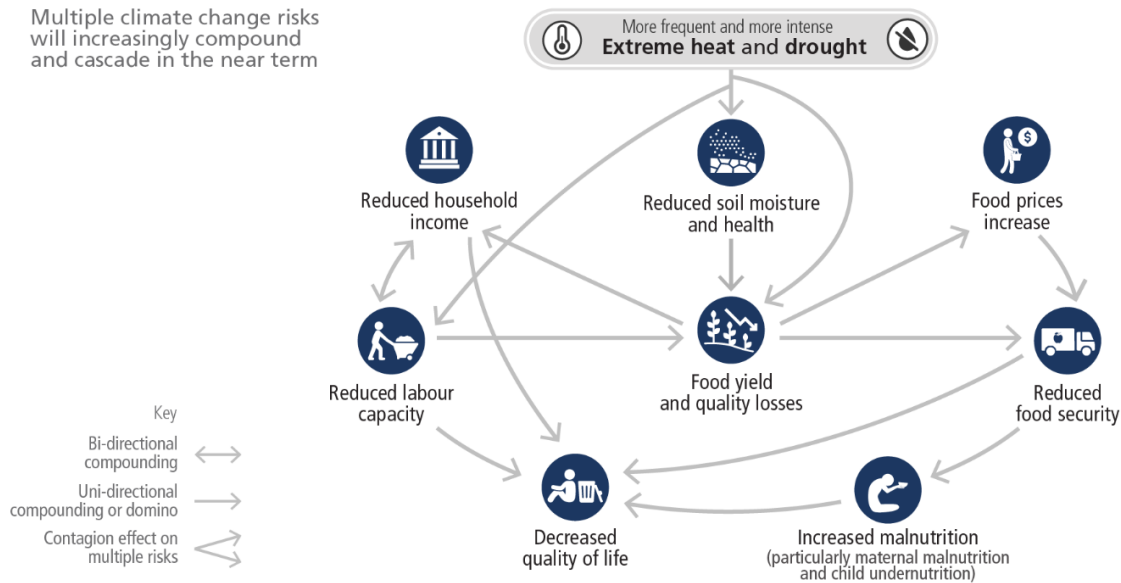 Multiple climate change risks
will increasingly compound
and cascade in the near term
More frequent and more intense
Extreme heat and drought
Reduced household
income
Reduced soil moisture
and health
$
Food prices
increase
Reduced labour
capacity
Food yield
and quality losses
Reduced
food security
Key
Bi-directional
compounding
Uni-directional
compounding or domino
Contagion effect on
multiple risks
Decreased
quality of life
Increased malnutrition
(particularly maternal malnutrition
and child undernutrition)